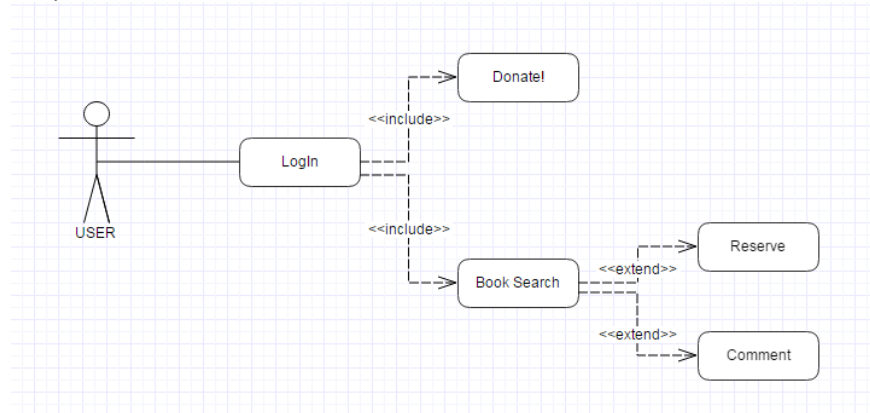 Donate!
<<include>>
LogIn
USER
<<include>>
Reserve
<<extend>>
Book Search
<<extend>>
Comment